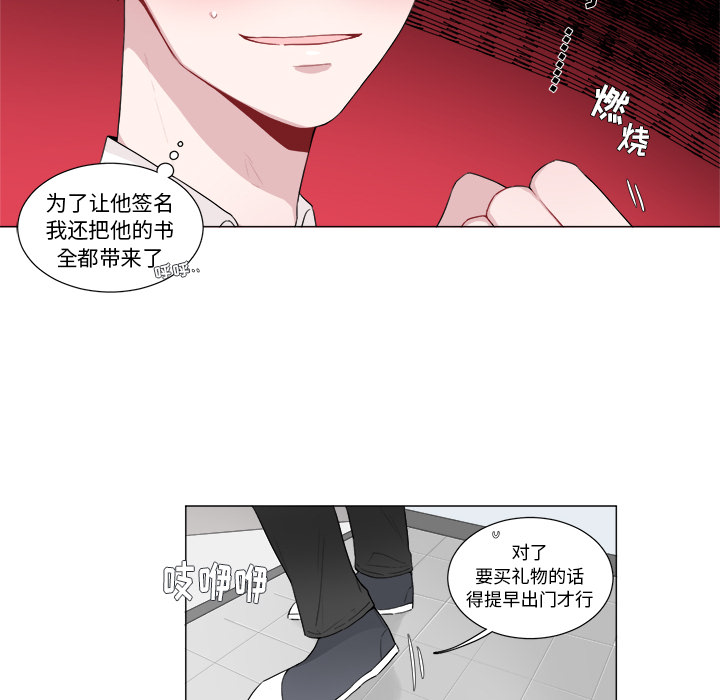 燃烧
为了让他签名
我还把他的书
全都带来了
呼呼..
吱咿咿
对了
要买礼物的话
得提早出门才行